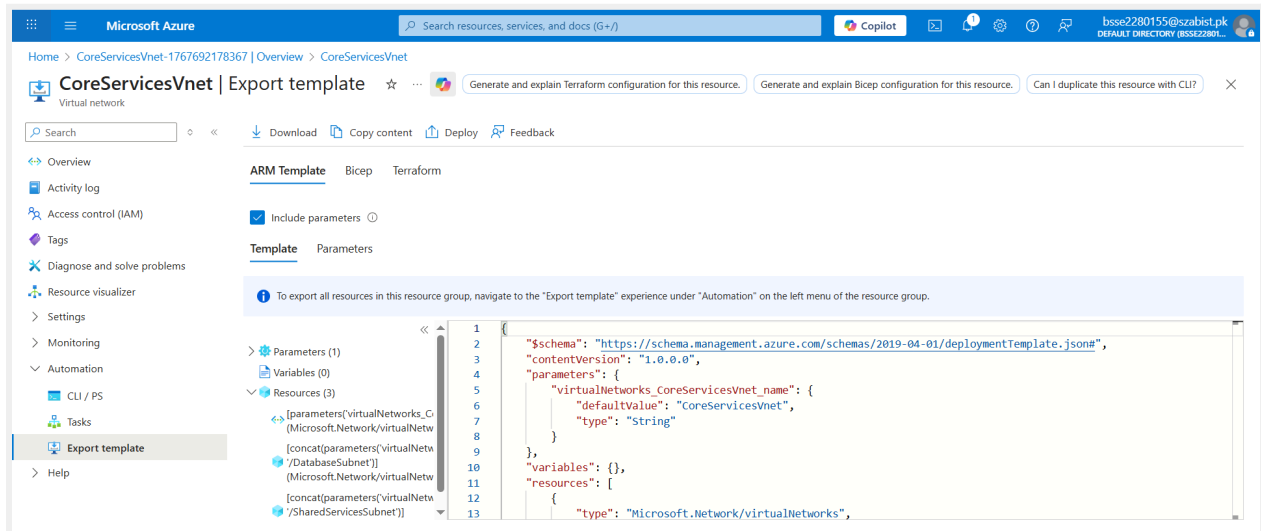 Microsoft Azure
Search resources, services, and docs (G+/)
Copilot
1
bsse2280155@szabist.pk
DEFAULT DIRECTORY (BSSE22801...
Home > CoreServicesVnet-1767692178367 | Overview > CoreServicesVnet
CoreServicesVnet | Export template
Virtual network
Generate and explain Terraform configuration for this resource.
Generate and explain Bicep configuration for this resource.
Can I duplicate this resource with CLI?
Search
Download
Copy content
Deploy
Feedback
Overview
Activity log
Access control (IAM)
Tags
Diagnose and solve problems
Resource visualizer
Settings
Monitoring
Automation
CLI / PS
Tasks
Export template
Help
ARM Template
Bicep
Terraform
Include parameters
Template
Parameters
To export all resources in this resource group, navigate to the "Export template" experience under "Automation" on the left menu of the resource group.
Parameters (1)
Variables (0)
Resources (3)
[parameters('virtualNetworks_C
(Microsoft.Network/virtualNetw
[concat(parameters('virtualNetw
'/DatabaseSubnet')]
(Microsoft.Network/virtualNetw
[concat(parameters('virtualNetw
'/SharedServicesSubnet')]
1 {
2 "$schema": "https://schema.management.azure.com/schemas/2019-04-01/deploymentTemplate.json#",
3 "contentVersion": "1.0.0.0",
4 "parameters": {
5 "virtualNetworks_CoreServicesVnet_name": {
6 "defaultValue": "CoreServicesVnet",
7 "type": "String"
8 }
9 },
10 "variables": {},
11 "resources": [
12 {
13 "type": "Microsoft.Network/virtualNetworks",